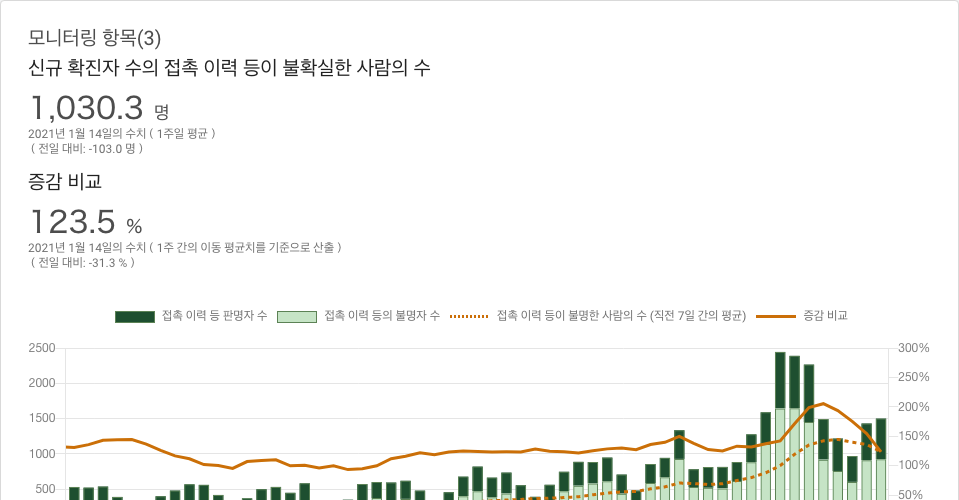 모니터링 항목(3)
신규 확진자 수의 접촉 이력 등이 불확실한 사람의 수
1,030.3 명
2021년 1월 14일의 수치 ( 1주일 평균 )
( 전일 대비: -103.0 명 )
증감 비교
123.5 %
2021년 1월 14일의 수치 ( 1주 간의 이동 평균치를 기준으로 산출 )
( 전일 대비: -31.3 % )
접촉 이력 등 판명자 수 접촉 이력 등의 불명자 수 접촉 이력 등이 불명한 사람의 수 (직전 7일 간의 평균) 증감 비교
2500 300%
250%
2000
200%
1500
150%
1000
100%
500 50%